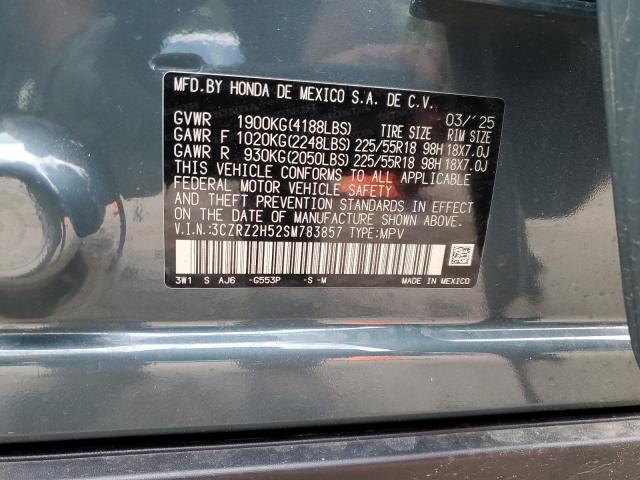 MFD.BY HONDA DE MEXICO S.A. DE C.V.
03/'25
GVWR 1900KG(4188LBS) TIRE SIZE RIM SIZE
GAWR F 1020KG(2248LBS) 225/55R18 98H 18X7.0J
GAWR R 930KG(2050LBS) 225/55R18 98H 18X7.0J
THIS VEHICLE CONFORMS TO ALL APPLICABLE
FEDERAL MOTOR VEHICLE SAFETY
AND THEFT PREVENTION STANDARDS IN EFFECT
ON THE DATE OF MANUFACTURE SHOWN ABOVE.
V.I.N.:3CZRZ2H52SM783857 TYPE:MPV
3W1 S AJ6 -G553P -S -M MADE IN MEXICO